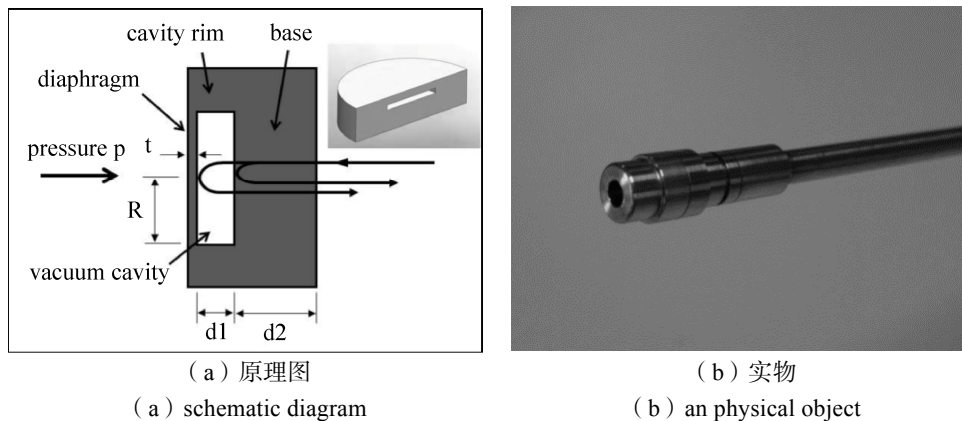 cavity rim
base
diaphragm
t
pressure p
R
vacuum cavity
d1
d2
（a）原理图
（b）实物
（a）schematic diagram
（b）an physical object